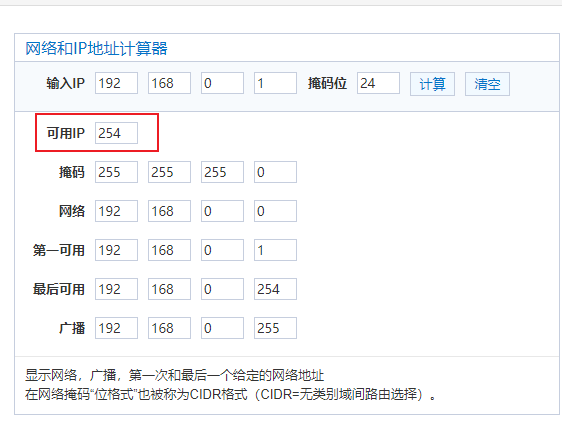 网络和IP地址计算器
输入IP 192 168 0 1 掩码位 24 计算 清空
可用IP 254
掩码 255 255 255 0
网络 192 168 0 0
第一可用 192 168 0 1
最后可用 192 168 0 254
广播 192 168 0 255
显示网络，广播，第一次和最后一个给定的网络地址
在网络掩码“位格式”也被称为CIDR格式（CIDR=无类别域间路由选择）。